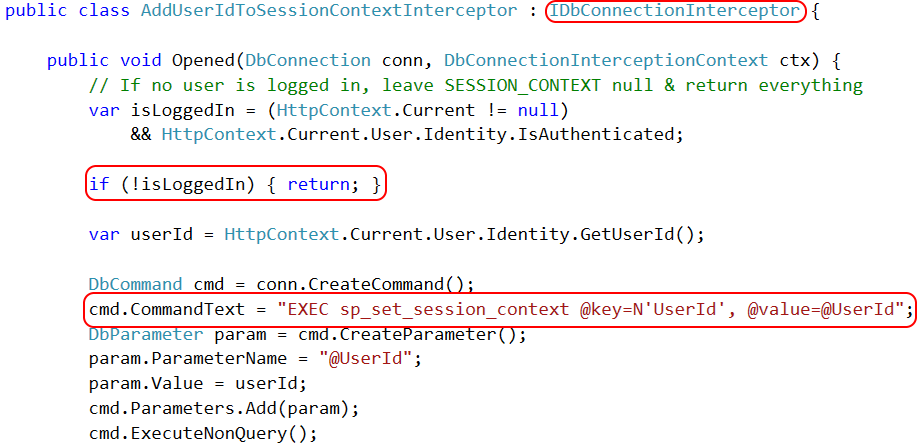 public class AddUserIdToSessionContextInterceptor : IDbConnectionInterceptor {
public void Opened(DbConnection conn, DbConnectionInterceptionContext ctx) {
// If no user is logged in, leave SESSION_CONTEXT null & return everything
var isLoggedIn = (HttpContext.Current != null)
&& HttpContext.Current.User.Identity.IsAuthenticated;
if (!isLoggedIn) { return; }
var userId = HttpContext.Current.User.Identity.GetUserId();
DbCommand cmd = conn.CreateCommand();
cmd.CommandText = "EXEC sp_set_session_context @key=N'UserId', @value=@UserId";
DbParameter param = cmd.CreateParameter();
param.ParameterName = "@UserId";
param.Value = userId;
cmd.Parameters.Add(param);
cmd.ExecuteNonQuery();